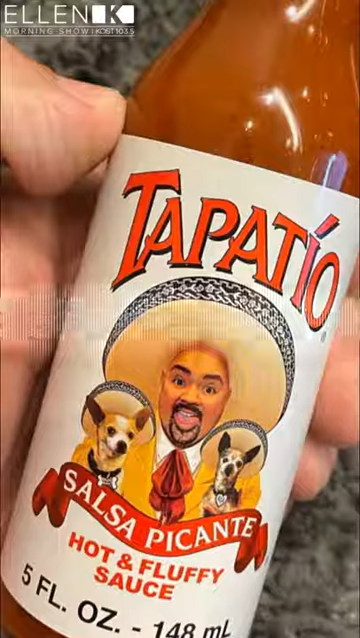 ELLEN K
MORNING SHOW | KOST 103.5
TAPATÍO
SALSA PICANTE
HOT & FLUFFY
SAUCE
5 FL. OZ. - 148 mL